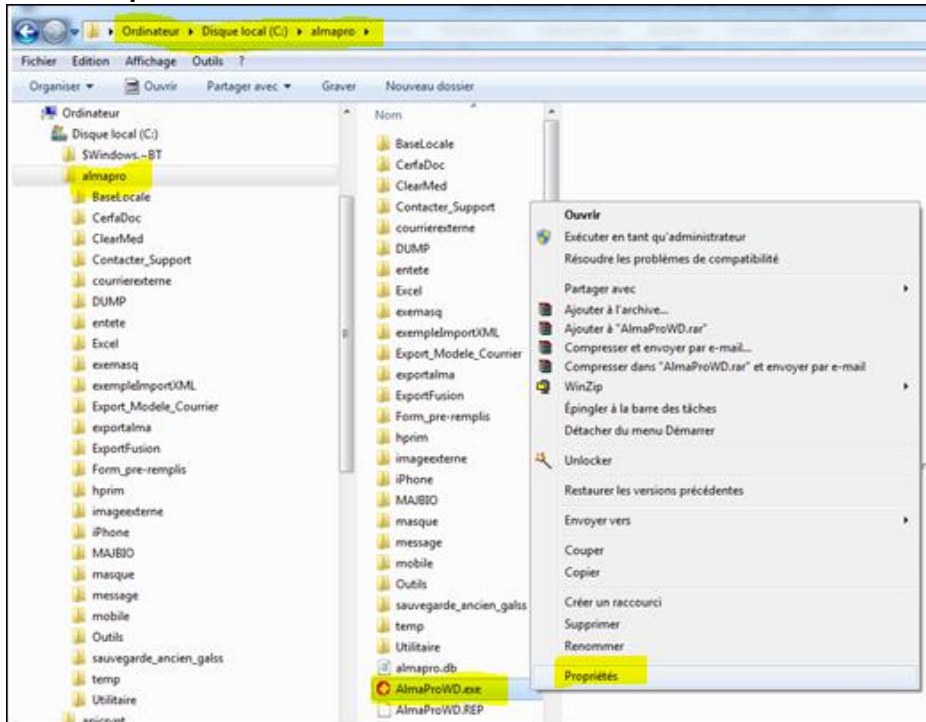 Ordinateur ▸ Disque local (C:) ▸ almapro ▸
Fichier Edition Affichage Outils ?
Organiser Ouvrir Partager avec Graver Nouveau dossier
Ordinateur
Disque local (C:)
$Windows.~BT
almapro
BaseLocale
CerfaDoc
ClearMed
Contacter_Support
courrierexterne
DUMP
entete
Excel
exemasq
exempleImportXML
Export_Modele_Courrier
exportalma
ExportFusion
Form_pre-remplis
hprim
imageexterne
iPhone
MAJBIO
masque
message
mobile
Outils
sauvegarde_ancien_galss
temp
Utilitaire
apicrypt
Nom
BaseLocale
CerfaDoc
ClearMed
Contacter_Support
courrierexterne
DUMP
entete
Excel
exemasq
exempleImportXML
Export_Modele_Courrier
exportalma
ExportFusion
Form_pre-remplis
hprim
imageexterne
iPhone
MAJBIO
masque
message
mobile
Outils
sauvegarde_ancien_galss
temp
Utilitaire
almapro.db
AlmaProWD.exe
AlmaProWD.REP
Ouvrir
Exécuter en tant qu'administrateur
Résoudre les problèmes de compatibilité
Partager avec
Ajouter à l'archive...
Ajouter à "AlmaProWD.rar"
Compresser et envoyer par e-mail...
Compresser dans "AlmaProWD.rar" et envoyer par e-mail
WinZip
Épingler à la barre des tâches
Détacher du menu Démarrer
Unlocker
Restaurer les versions précédentes
Envoyer vers
Couper
Copier
Créer un raccourci
Supprimer
Renommer
Propriétés